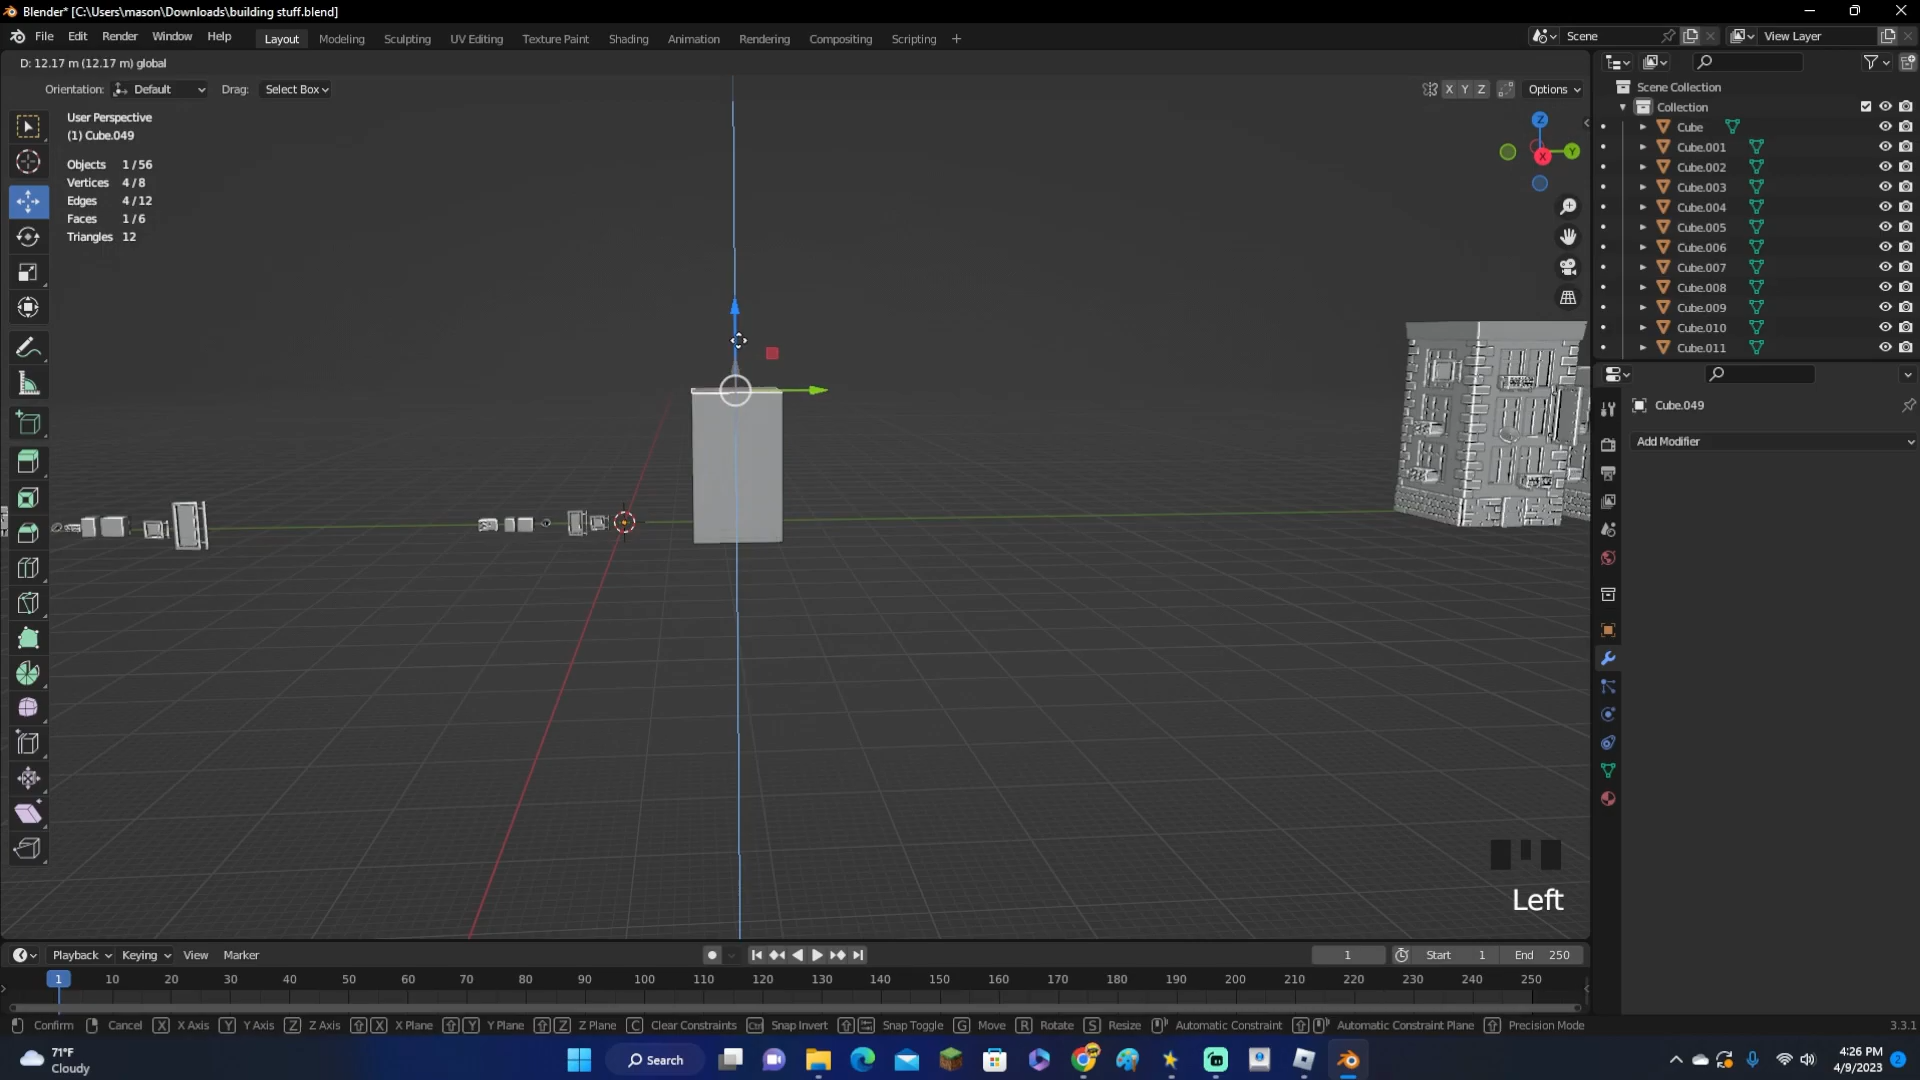 Blender* [C:\Users\mason\Downloads\building stuff.blend]
File Edit Render Window Help
Layout Modeling Sculpting UV Editing Texture Paint Shading Animation Rendering Compositing Scripting +
Scene
View Layer
D: 12.17 m (12.17 m) global
Orientation: Default Drag: Select Box
X Y Z Options
User Perspective
(1) Cube.049
Objects 1/56
Vertices 4/8
Edges 4/12
Faces 1/6
Triangles 12
Z
Y
X
Scene Collection
Collection
Cube
Cube.001
Cube.002
Cube.003
Cube.004
Cube.005
Cube.006
Cube.007
Cube.008
Cube.009
Cube.010
Cube.011
Cube.049
Add Modifier
Left
Playback Keying View Marker
1 Start 1 End 250
1 10 20 30 40 50 60 70 80 90 100 110 120 130 140 150 160 170 180 190 200 210 220 230 240 250
Confirm Cancel X X Axis Y Y Axis Z Z Axis X X Plane Y Y Plane Z Z Plane C Clear Constraints Ctrl Snap Invert Snap Toggle G Move R Rotate S Resize Automatic Constraint Automatic Constraint Plane Precision Mode
3.3.1
71°F
Cloudy
Search
4:26 PM
4/9/2023
2